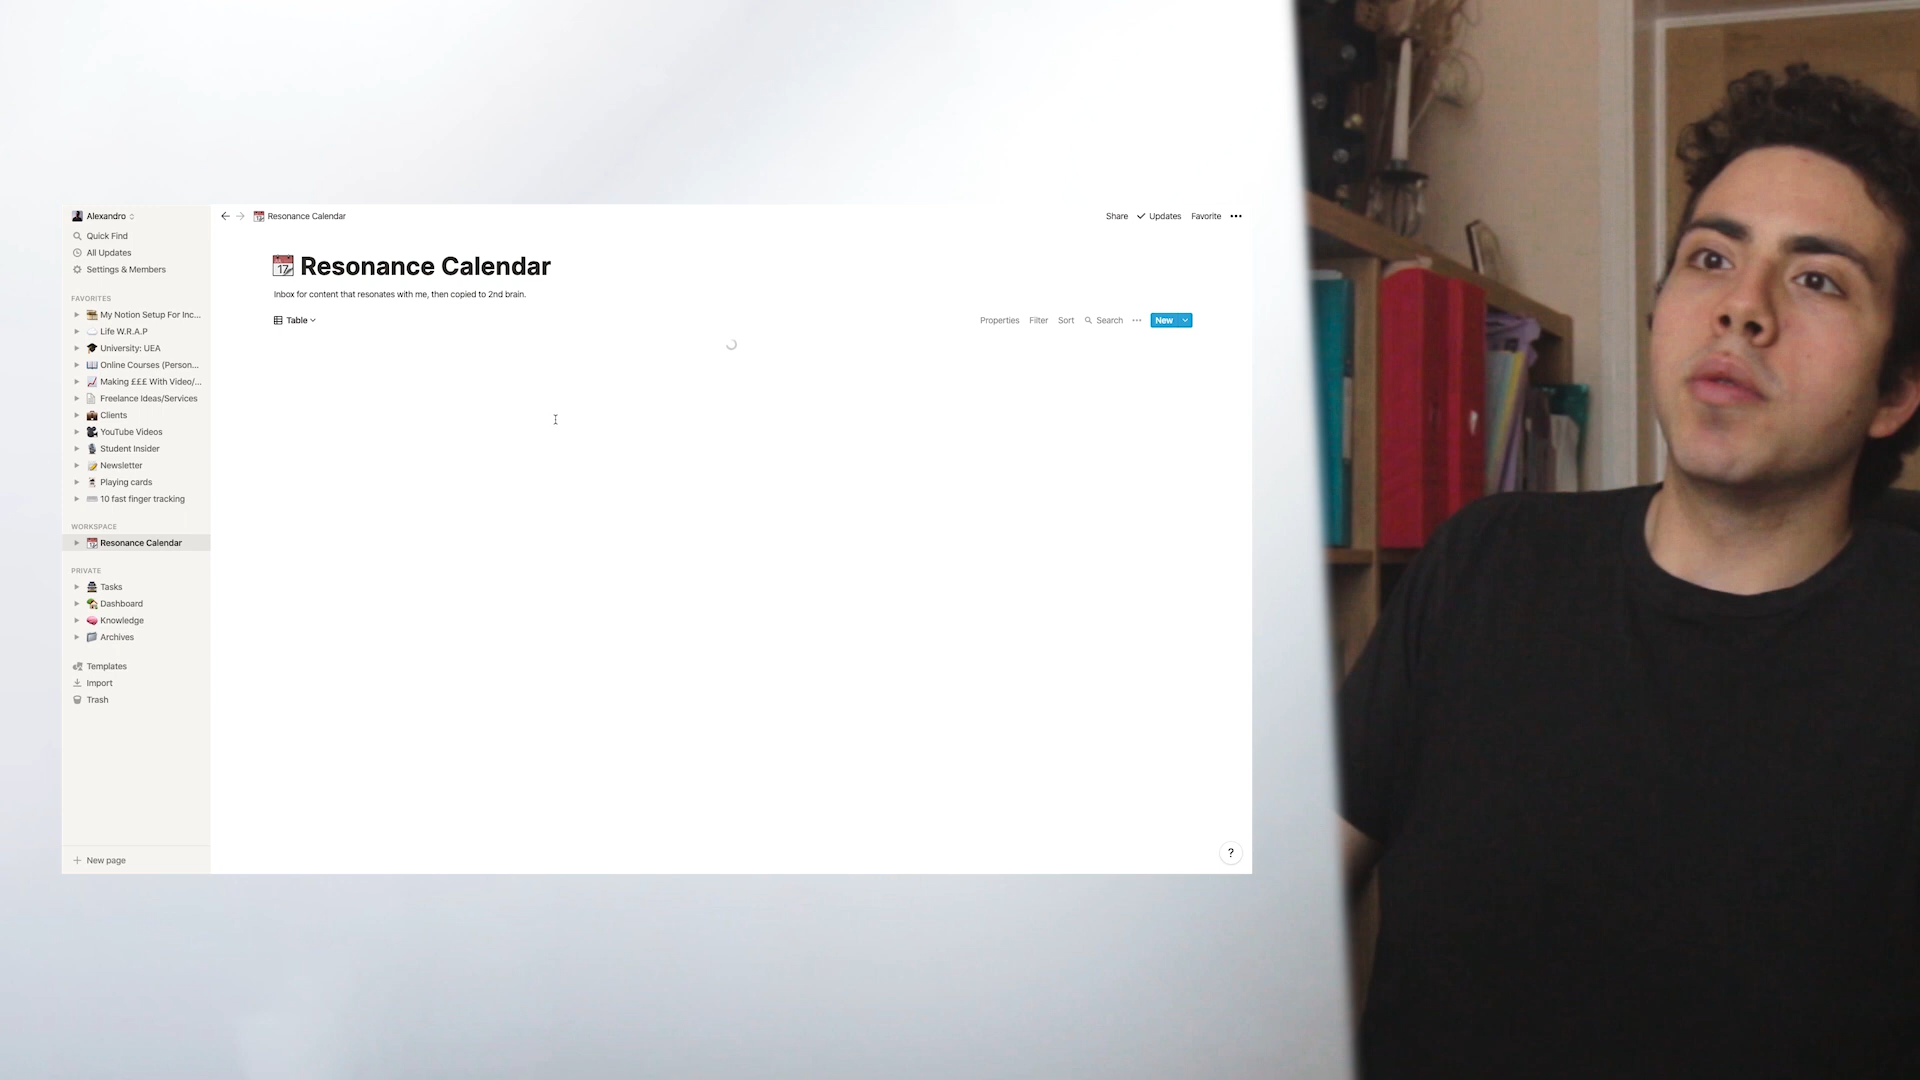 Alexandro
Quick Find
All Updates
Settings & Members
FAVORITES
My Notion Setup For Inc...
Life W.R.A.P
University: UEA
Online Courses (Person...
Making £££ With Video/...
Freelance Ideas/Services
Clients
YouTube Videos
Student Insider
Newsletter
Playing cards
10 fast finger tracking
WORKSPACE
Resonance Calendar
PRIVATE
Tasks
Dashboard
Knowledge
Archives
Templates
Import
Trash
New page
Resonance Calendar
Share Updates Favorite
17 Resonance Calendar
Inbox for content that resonates with me, then copied to 2nd brain.
Table
Properties Filter Sort Search New
?